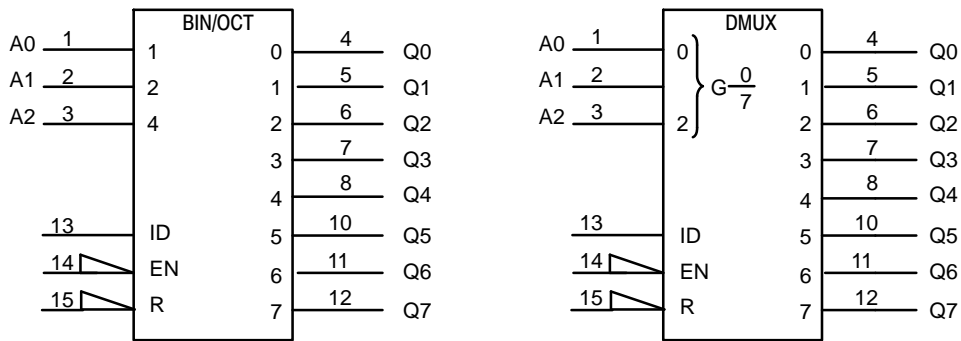 BIN/OCT
A0 1 1 0 4 Q0
A1 2 2 1 5 Q1
A2 3 4 2 6 Q2
3 7 Q3
4 8 Q4
13 ID 5 10 Q5
14 EN 6 11 Q6
15 R 7 12 Q7
DMUX
A0 1 0 0 4 Q0
A1 2 G 0/7 1 5 Q1
A2 3 2 2 6 Q2
3 7 Q3
4 8 Q4
13 ID 5 10 Q5
14 EN 6 11 Q6
15 R 7 12 Q7